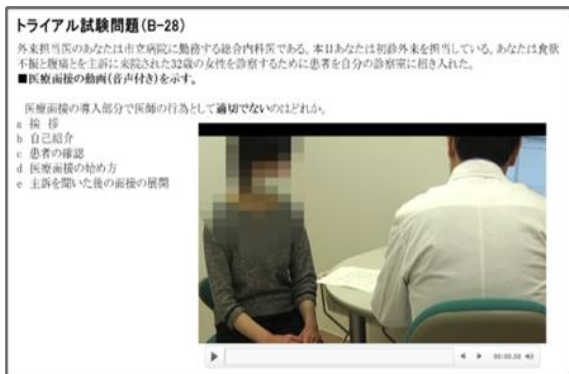 トライアル試験問題(B-28)
外来担当医のあなたは市立病院に勤務する総合内科医である。本日あなたは初診外来を担当している。あなたは食欲
不振と腹痛とを主訴に来院された32歳の女性を診察するために患者を自分の診察室に招き入れた。
■医療面接の動画(音声付き)を示す。
医療面接の導入部分で医師の行為として適切でないのはどれか。
a 挨 拶
b 自己紹介
c 患者の確認
d 医療面接の始め方
e 主訴を聞いた後の面接の展開
00:00.00